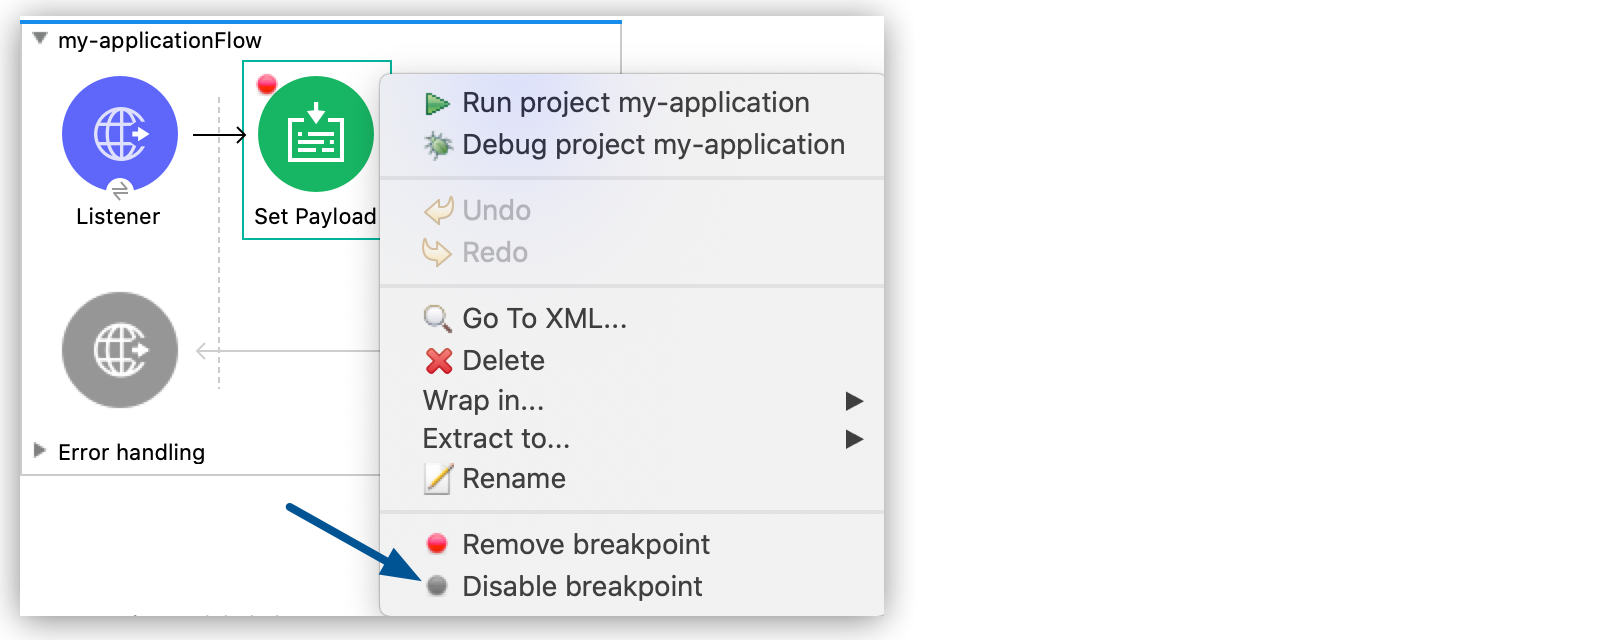 my-applicationFlow
Listener
Set Payload
Error handling
Run project my-application
Debug project my-application
Undo
Redo
Go To XML...
Delete
Wrap in...
Extract to...
Rename
Remove breakpoint
Disable breakpoint